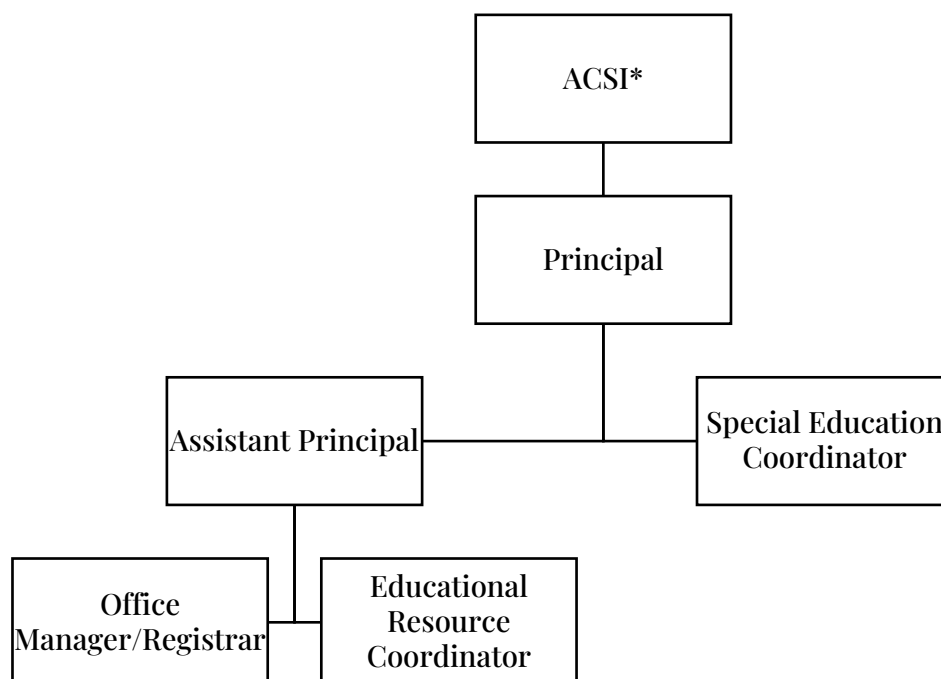 ACSI*
Principal
Assistant Principal
Special Education
Coordinator
Office
Manager/Registrar
Educational
Resource
Coordinator